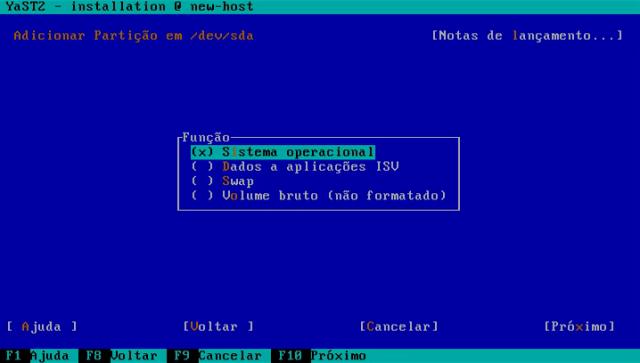 YaST2 - installation @ new-host
Adicionar Partição em /dev/sda [Notas de lançamento...]
Função
(x) Sistema operacional
( ) Dados a aplicações ISV
( ) Swap
( ) Volume bruto (não formatado)
[ Ajuda ] [Voltar ] [Cancelar] [Próximo]
F1 Ajuda F8 Voltar F9 Cancelar F10 Próximo